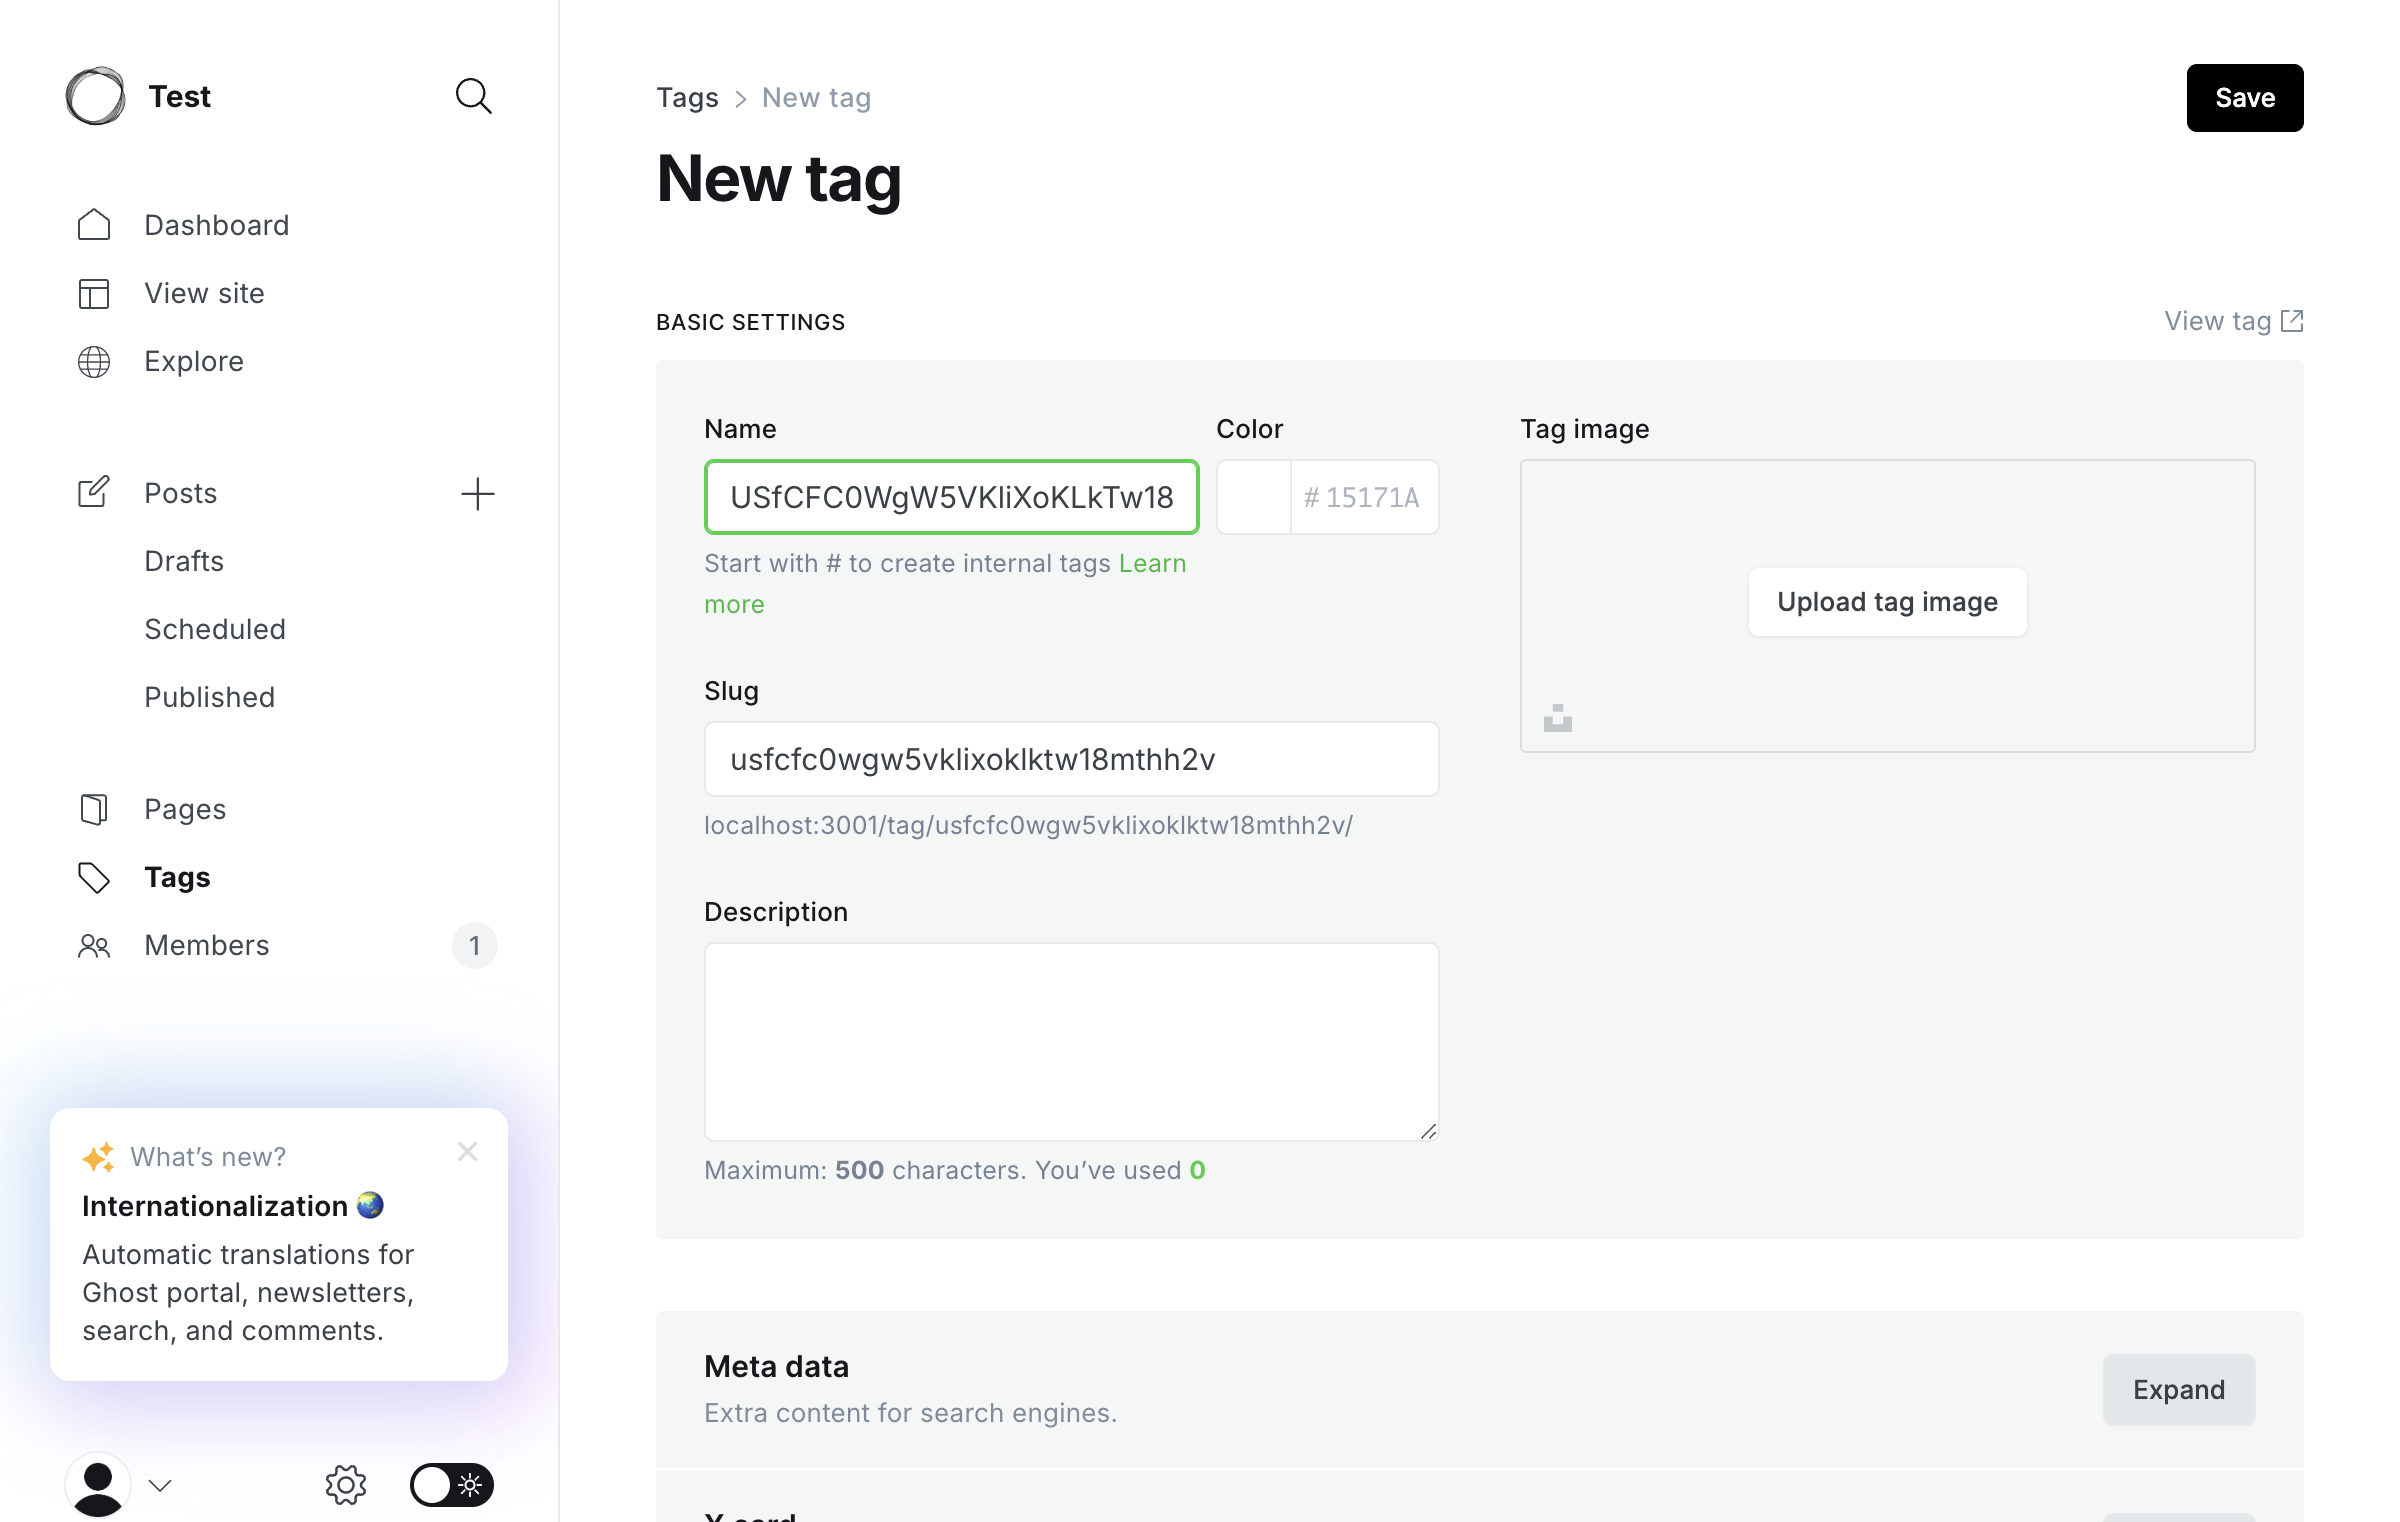 Test
Dashboard
View site
Explore
Posts
Drafts
Scheduled
Published
Pages
Tags
Members
1
What’s new?
Internationalization
Automatic translations for
Ghost portal, newsletters,
search, and comments.
Tags > New tag
Save
New tag
BASIC SETTINGS
View tag
Name
USfCFC0WgW5VKliXoKLkTw18
Start with # to create internal tags Learn
more
Color
# 15171A
Tag image
Upload tag image
Slug
usfcfc0wgw5vklixoklktw18mthh2v
localhost:3001/tag/usfcfc0wgw5vklixoklktw18mthh2v/
Description
Maximum: 500 characters. You’ve used 0
Meta data
Extra content for search engines.
Expand
X card